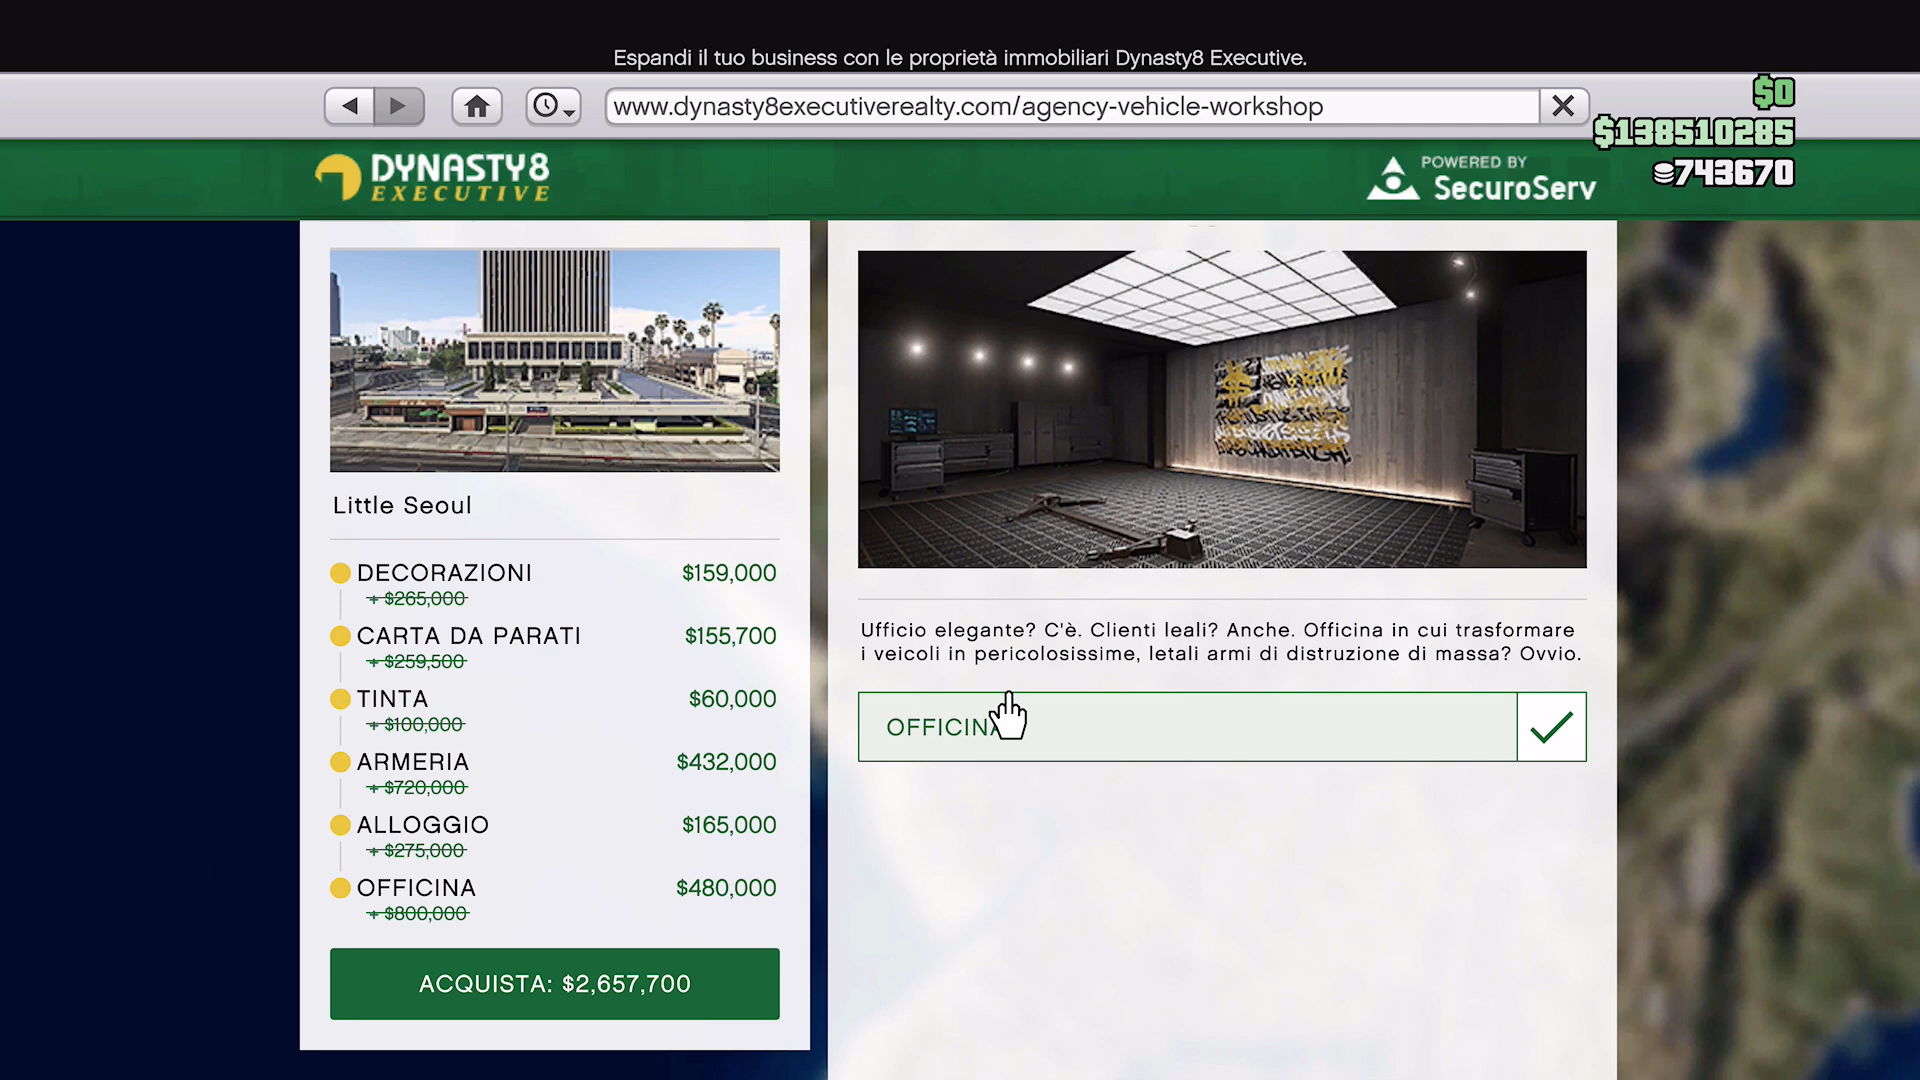 Espandi il tuo business con le proprietà immobiliari Dynasty8 Executive.
www.dynasty8executiverealty.com/agency-vehicle-workshop
$0
$138510285
743670
DYNASTY8
EXECUTIVE
POWERED BY
SecuroServ
Little Seoul
DECORAZIONI $159,000
+ $265,000
CARTA DA PARATI $155,700
+ $259,500
TINTA $60,000
+ $100,000
ARMERIA $432,000
+ $720,000
ALLOGGIO $165,000
+ $275,000
OFFICINA $480,000
+ $800,000
ACQUISTA: $2,657,700
Ufficio elegante? C'è. Clienti leali? Anche. Officina in cui trasformare
i veicoli in pericolosissime, letali armi di distruzione di massa? Ovvio.
OFFICINA